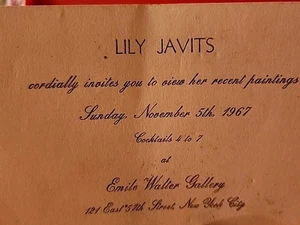 LILY JAVITS
cordially invites you to view her recent paintings
Sunday, November 5th, 1967
Cocktails 4 to 7
at
Emile Walter Gallery
121 East 57th Street, New York City